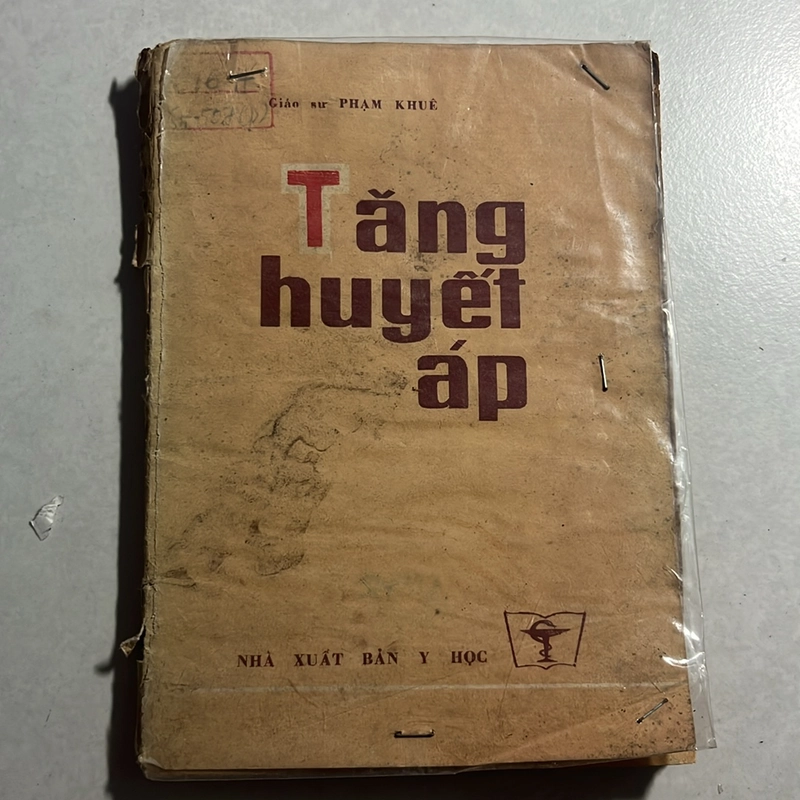 Giáo sư PHẠM KHUÊ
Tăng
huyết
áp
NHÀ XUẤT BẢN Y HỌC